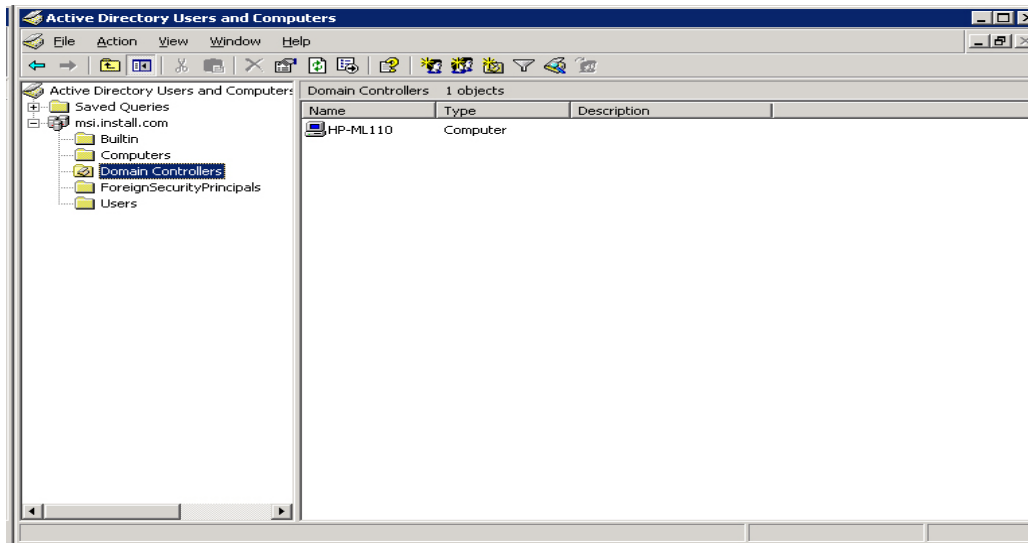 Active Directory Users and Computers
File Action View Window Help
Active Directory Users and Computers
Saved Queries
msi.install.com
Builtin
Computers
Domain Controllers
ForeignSecurityPrincipals
Users
Domain Controllers 1 objects
Name Type Description
HP-ML110 Computer